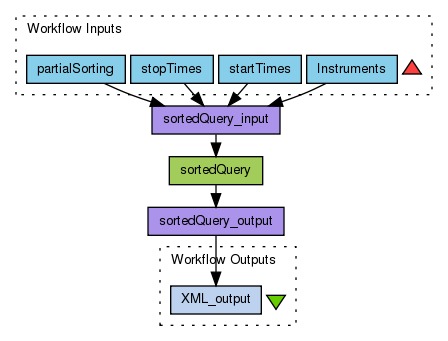 Workflow Inputs
partialSorting
stopTimes
startTimes
Instruments
sortedQuery_input
sortedQuery
sortedQuery_output
Workflow Outputs
XML_output